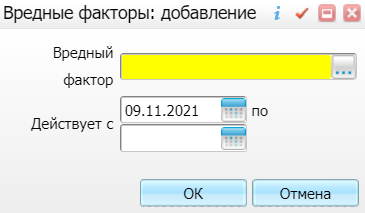 Вредные факторы: добавление
Вредный
фактор
...
Действует с 09.11.2021 по
ОК Отмена